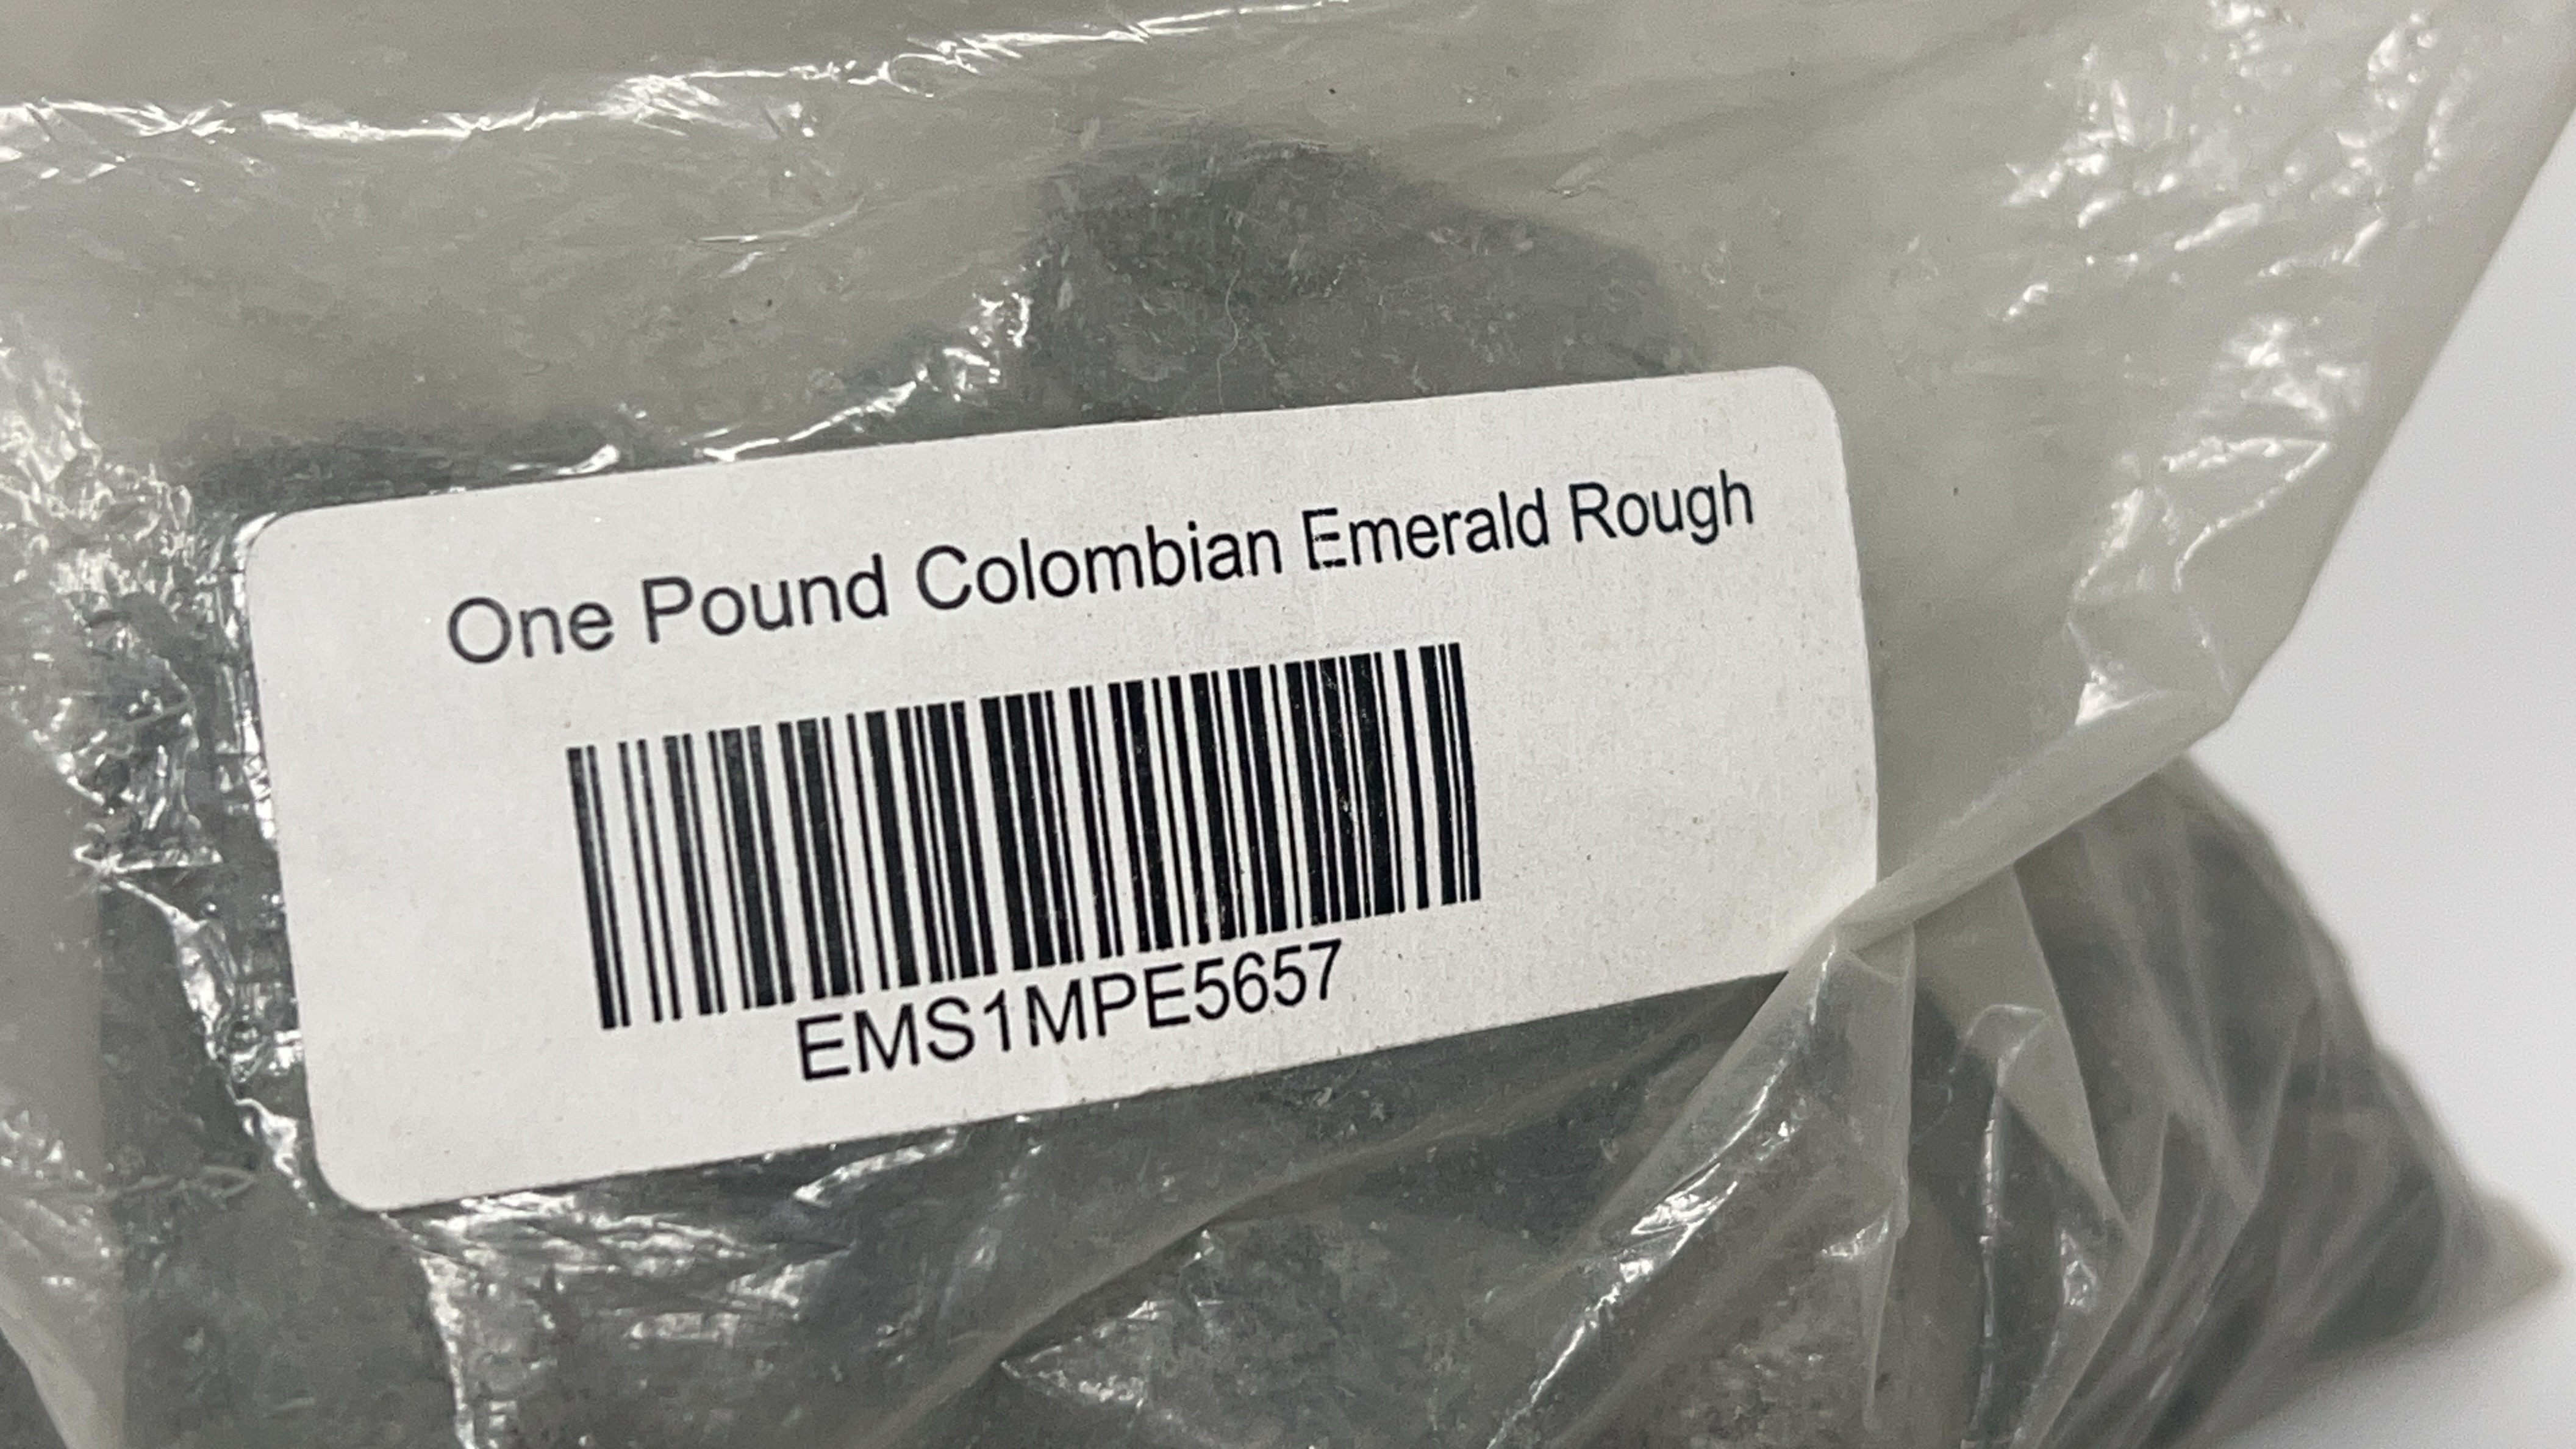 One Pound Colombian Emerald Rough
EMS1MPE5657